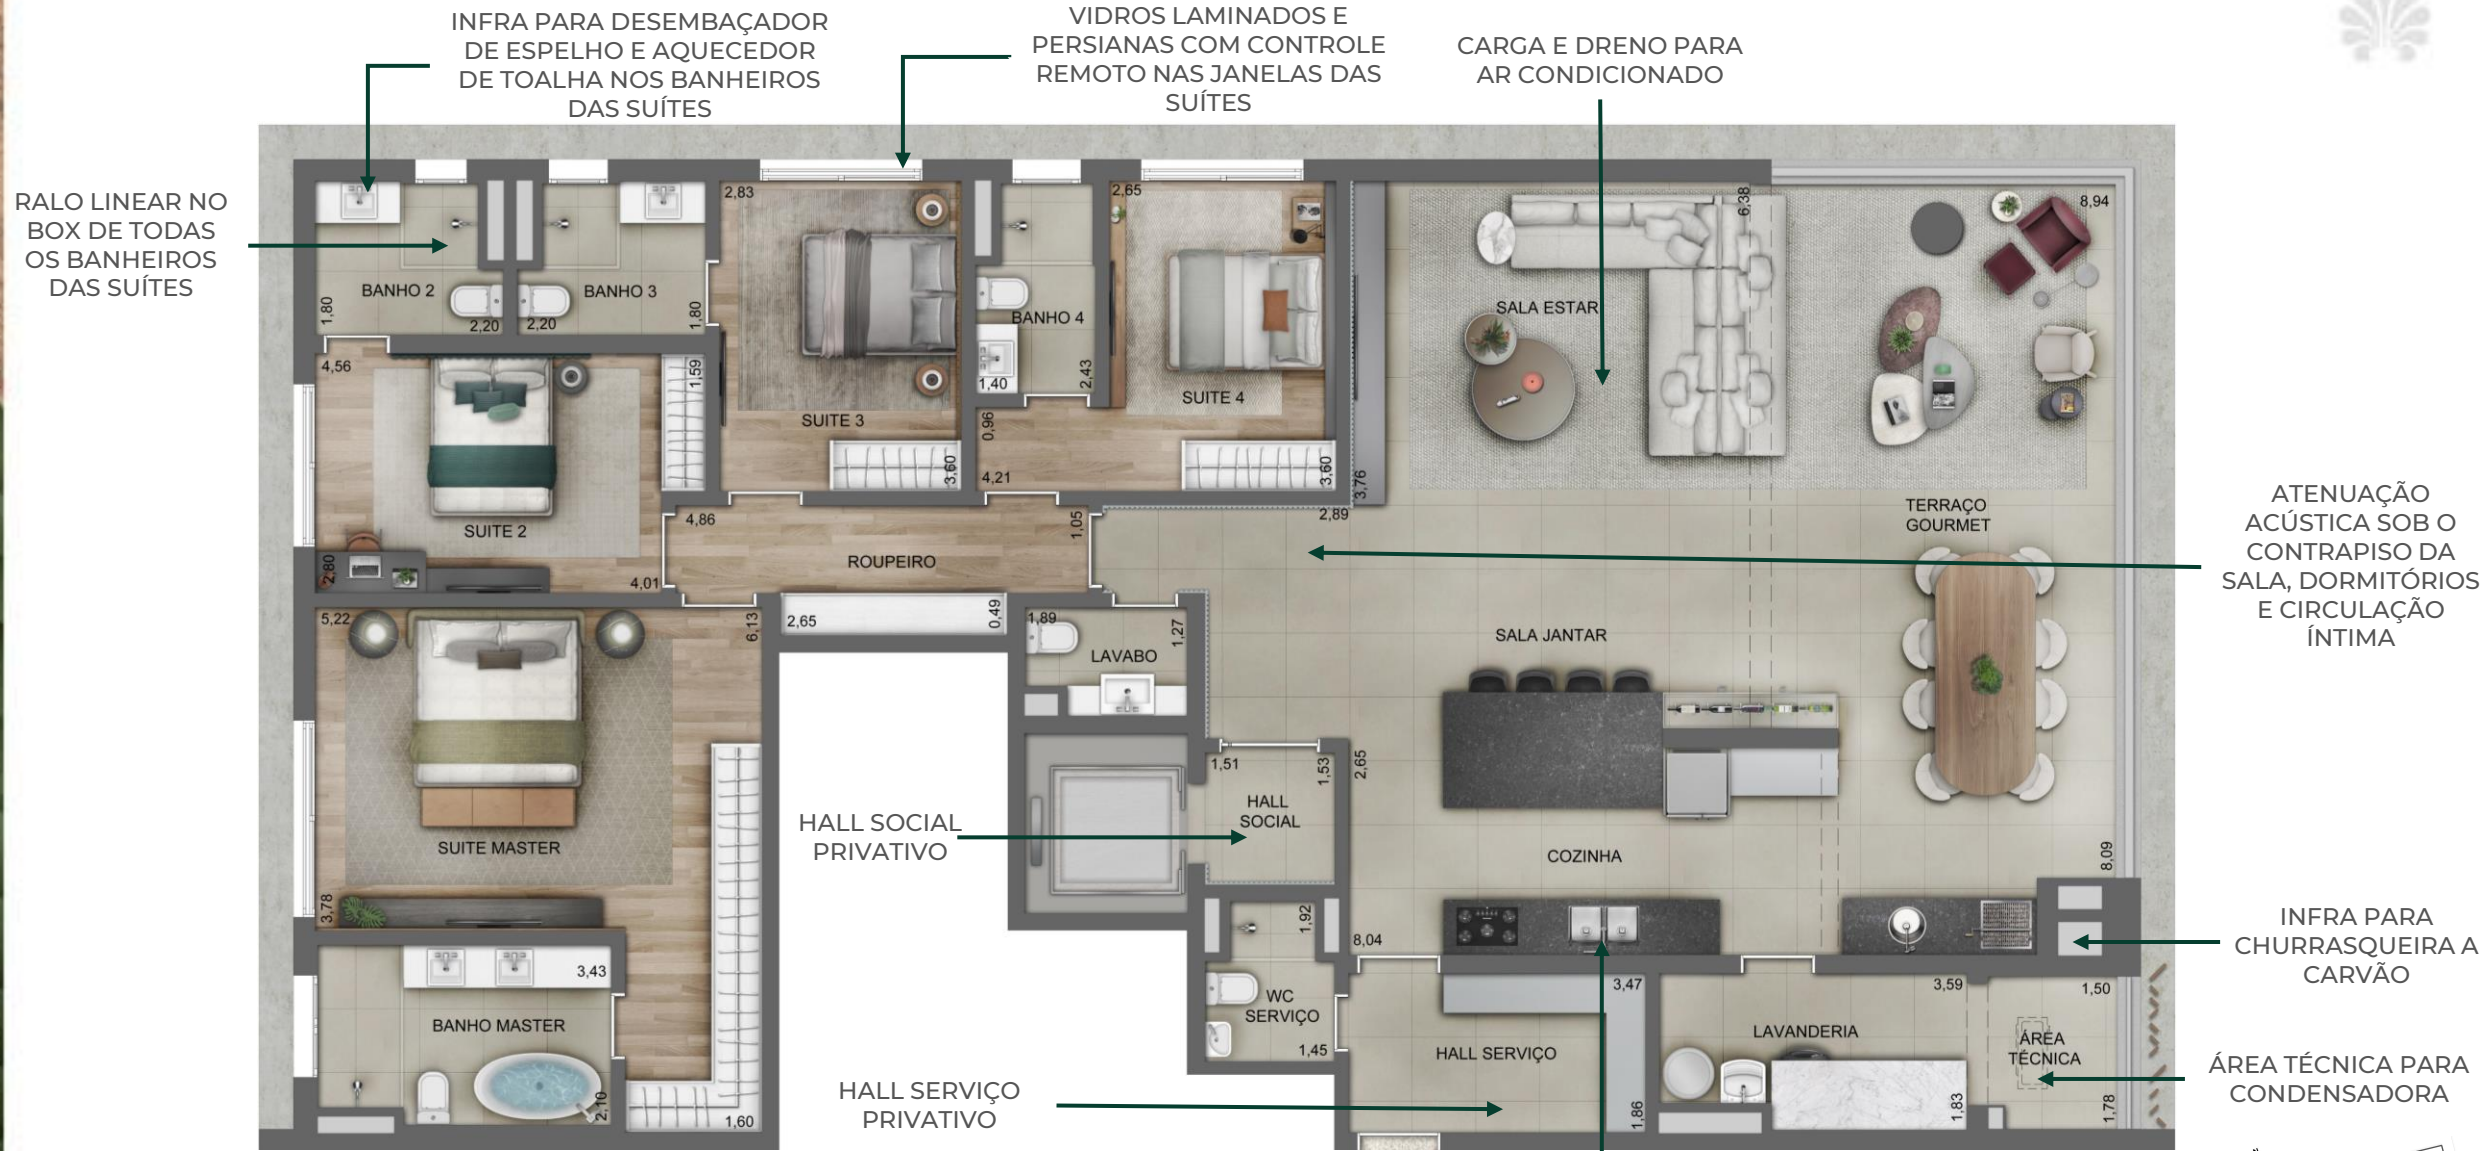 INFRA PARA DESEMBAÇADOR
DE ESPELHO E AQUECEDOR
DE TOALHA NOS BANHEIROS
DAS SUÍTES
VIDROS LAMINADOS E
PERSIANAS COM CONTROLE
REMOTO NAS JANELAS DAS
SUÍTES
CARGA E DRENO PARA
AR CONDICIONADO
RALO LINEAR NO
BOX DE TODAS
OS BANHEIROS
DAS SUÍTES
BANHO 2
1,80
2,20
BANHO 3
2,20
1,80
2,83
SUITE 3
3,60
BANHO 4
1,40
2,43
2,65
SUITE 4
0,96
4,21
3,60
3,76
6,38
SALA ESTAR
8,94
TERRAÇO
GOURMET
4,56
1,59
SUITE 2
2,80
4,01
4,86
1,05
ROUPEIRO
2,89
ATENUAÇÃO
ACÚSTICA SOB O
CONTRAPISO DA
SALA, DORMITÓRIOS
E CIRCULAÇÃO
ÍNTIMA
5,22
6,13
2,65
0,49
1,89
1,27
LAVABO
SALA JANTAR
SUITE MASTER
3,78
HALL SOCIAL
PRIVATIVO
1,51
1,53
HALL
SOCIAL
2,65
COZINHA
8,09
8,04
1,92
INFRA PARA
CHURRASQUEIRA A
CARVÃO
3,43
BANHO MASTER
2,10
1,60
WC
SERVIÇO
1,45
3,47
HALL SERVIÇO
1,86
3,59
LAVANDERIA
1,83
1,50
ÁREA
TÉCNICA
1,78
HALL SERVIÇO
PRIVATIVO
ÁREA TÉCNICA PARA
CONDENSADORA